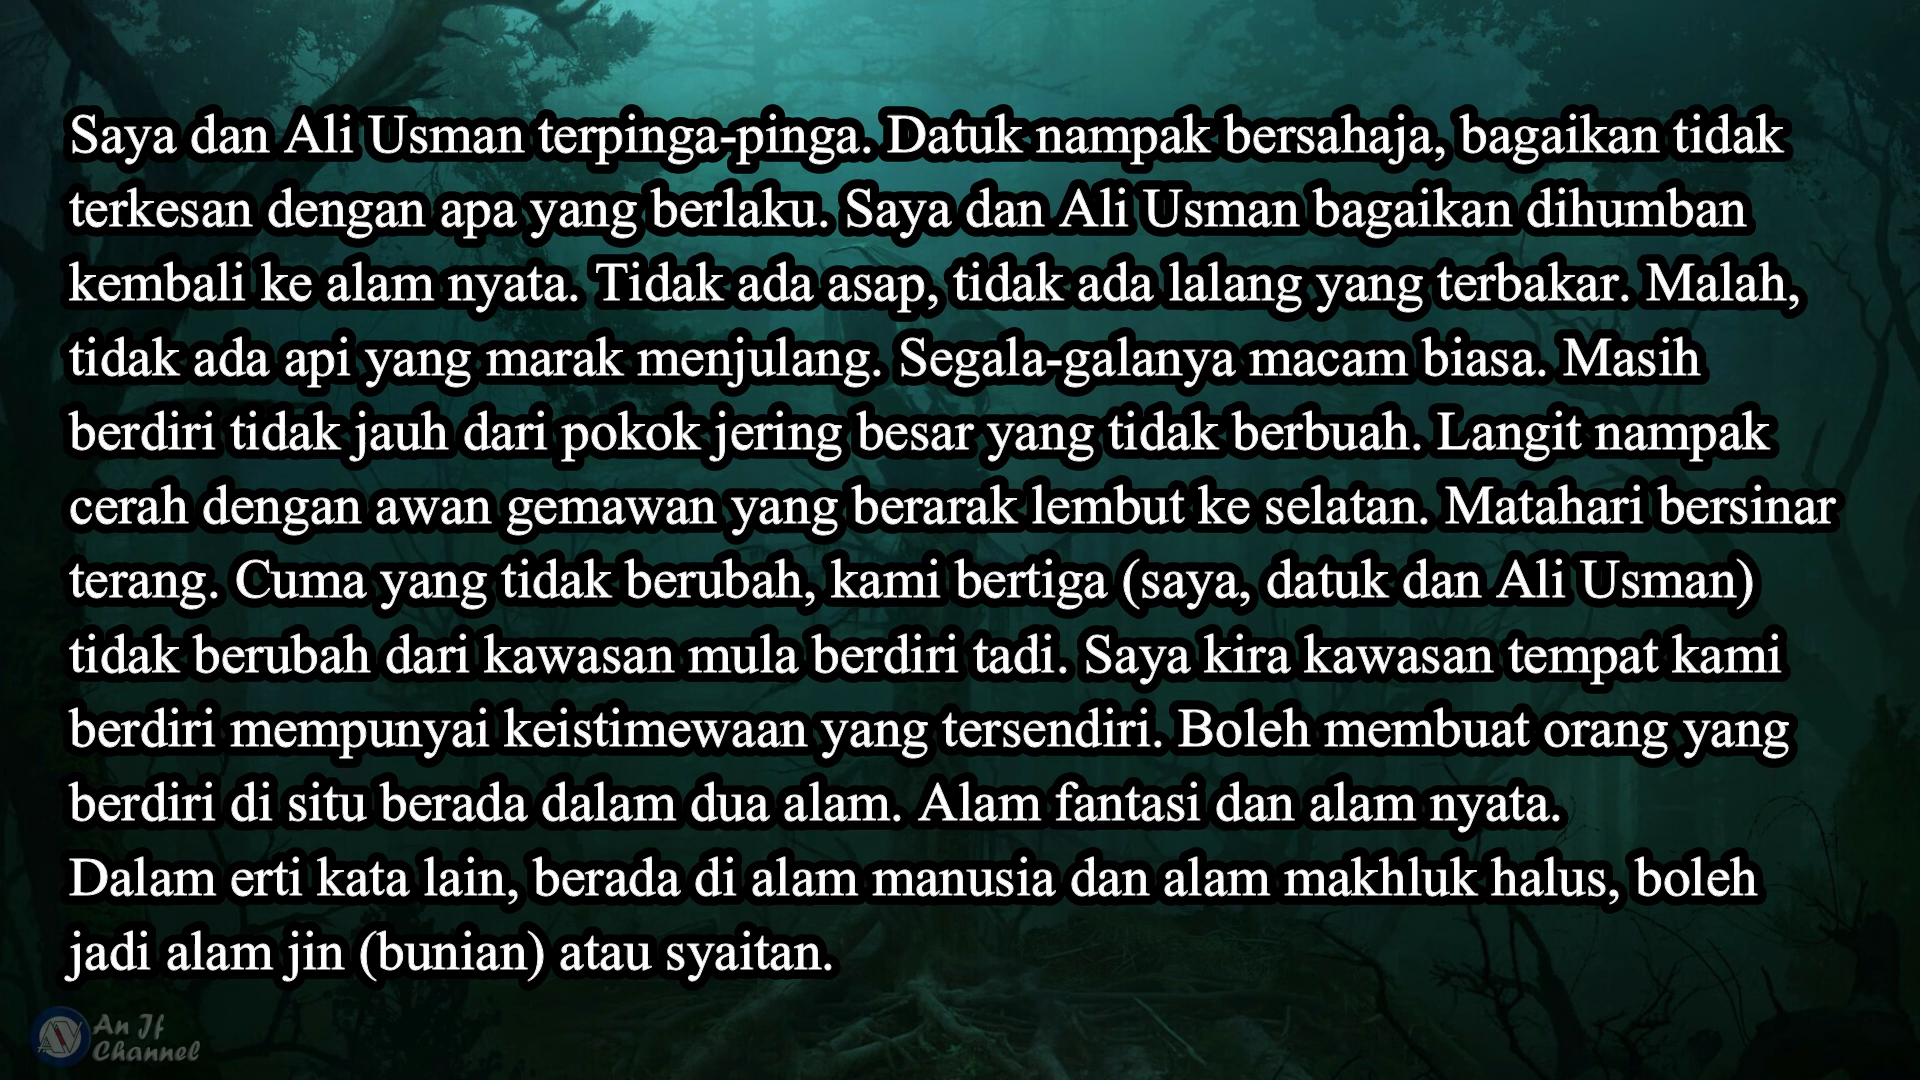 Saya dan Ali Usman terpinga-pinga. Datuk nampak bersahaja, bagaikan tidak
terkesan dengan apa yang berlaku. Saya dan Ali Usman bagaikan dihumban
kembali ke alam nyata. Tidak ada asap, tidak ada lalang yang terbakar. Malah,
tidak ada api yang marak menjulang. Segala-galanya macam biasa. Masih
berdiri tidak jauh dari pokok jering besar yang tidak berbuah. Langit nampak
cerah dengan awan gemawan yang berarak lembut ke selatan. Matahari bersinar
terang. Cuma yang tidak berubah, kami bertiga (saya, datuk dan Ali Usman)
tidak berubah dari kawasan mula berdiri tadi. Saya kira kawasan tempat kami
berdiri mempunyai keistimewaan yang tersendiri. Boleh membuat orang yang
berdiri di situ berada dalam dua alam. Alam fantasi dan alam nyata.
Dalam erti kata lain, berada di alam manusia dan alam makhluk halus, boleh
jadi alam jin (bunian) atau syaitan.
An If
Channel